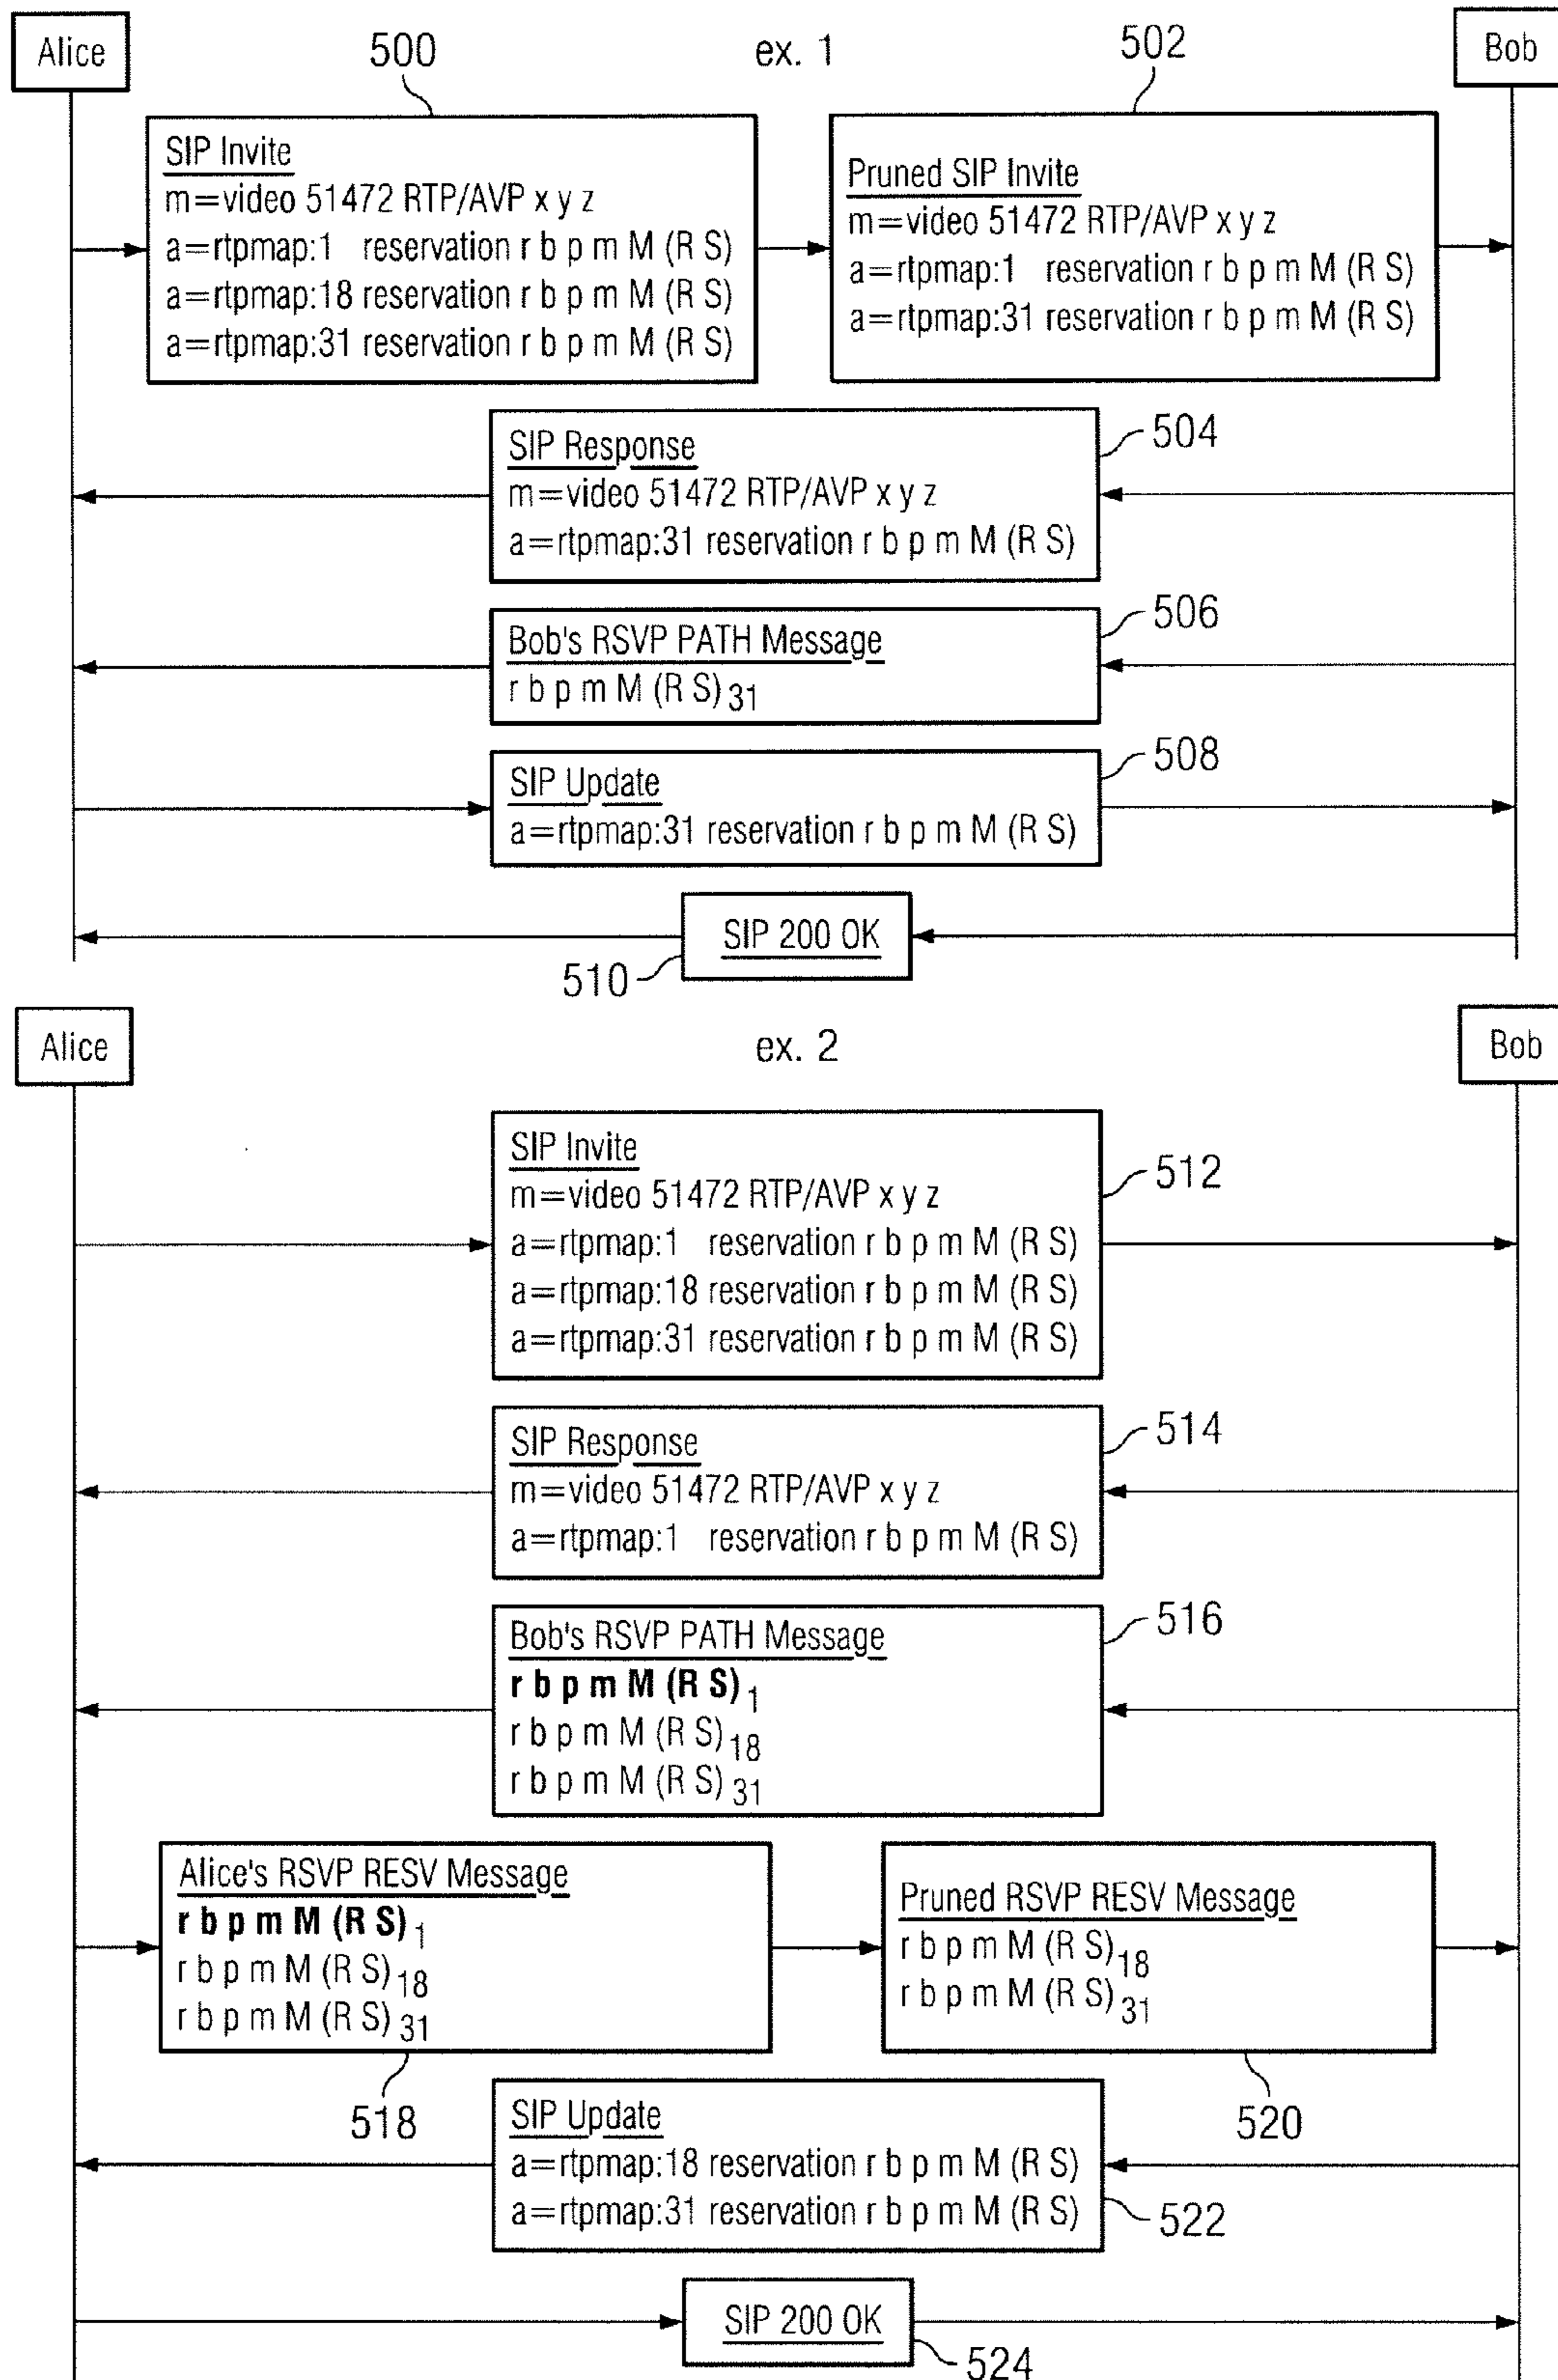 Alice
500
ex. 1
502
Bob
SIP Invite
m=video 51472 RTP/AVP x y z
a=rtpmap:1 reservation r b p m M (R S)
a=rtpmap:18 reservation r b p m M (R S)
a=rtpmap:31 reservation r b p m M (R S)
Pruned SIP Invite
m=video 51472 RTP/AVP x y z
a=rtpmap:1 reservation r b p m M (R S)
a=rtpmap:31 reservation r b p m M (R S)
SIP Response
m=video 51472 RTP/AVP x y z
a=rtpmap:31 reservation r b p m M (R S)
504
Bob's RSVP PATH Message
r b p m M (R S) 31
506
SIP Update
a=rtpmap:31 reservation r b p m M (R S)
508
SIP 200 OK
510
Alice
ex. 2
Bob
SIP Invite
m=video 51472 RTP/AVP x y z
a=rtpmap:1 reservation r b p m M (R S)
a=rtpmap:18 reservation r b p m M (R S)
a=rtpmap:31 reservation r b p m M (R S)
512
SIP Response
m=video 51472 RTP/AVP x y z
a=rtpmap:1 reservation r b p m M (R S)
514
Bob's RSVP PATH Message
r b p m M (R S) 1
r b p m M (R S) 18
r b p m M (R S) 31
516
Alice's RSVP RESV Message
r b p m M (R S) 1
r b p m M (R S) 18
r b p m M (R S) 31
518
Pruned RSVP RESV Message
r b p m M (R S) 18
r b p m M (R S) 31
520
SIP Update
a=rtpmap:18 reservation r b p m M (R S)
a=rtpmap:31 reservation r b p m M (R S)
522
SIP 200 OK
524